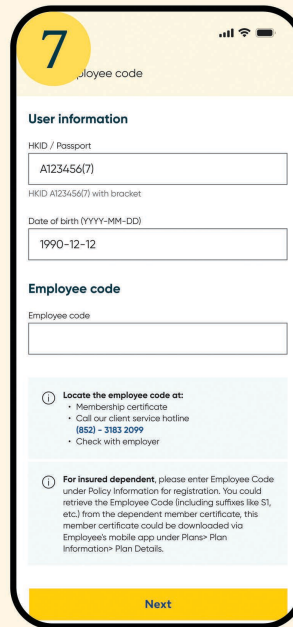 7
ployee code
User information
HKID / Passport
A123456(7)
HKID A123456(7) with bracket
Date of birth (YYYY-MM-DD)
1990-12-12
Employee code
Employee code
Locate the employee code at:
• Membership certificate
• Call our client service hotline
(852) - 3183 2099
• Check with employer
For insured dependent, please enter Employee Code
under Policy Information for registration. You could
retrieve the Employee Code (including suffixes like S1,
etc.) from the dependent member certificate, this
member certificate could be downloaded via
Employee's mobile app under Plans> Plan
Information> Plan Details.
Next